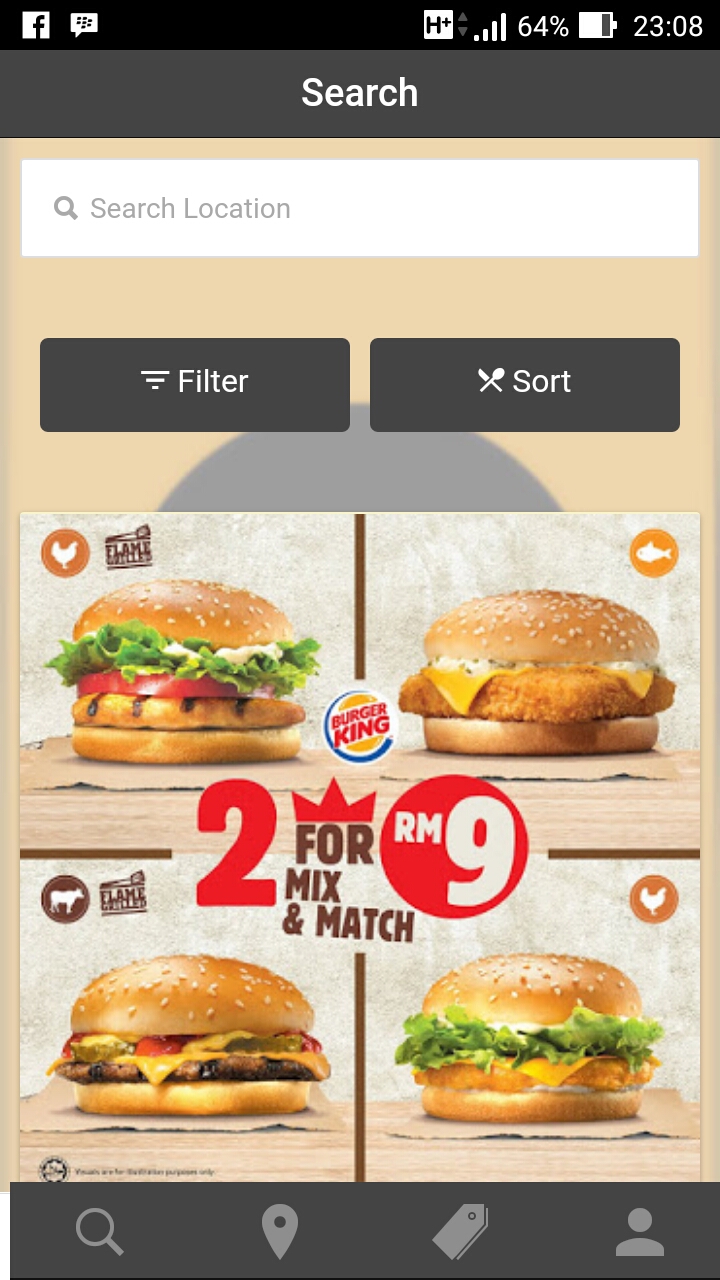 H+ 64% 23:08
Search
Search Location
Filter
Sort
FLAME GRILLED
BURGER KING
2 FOR RM9
MIX
& MATCH
FLAME GRILLED
Visuals are for illustration purposes only.